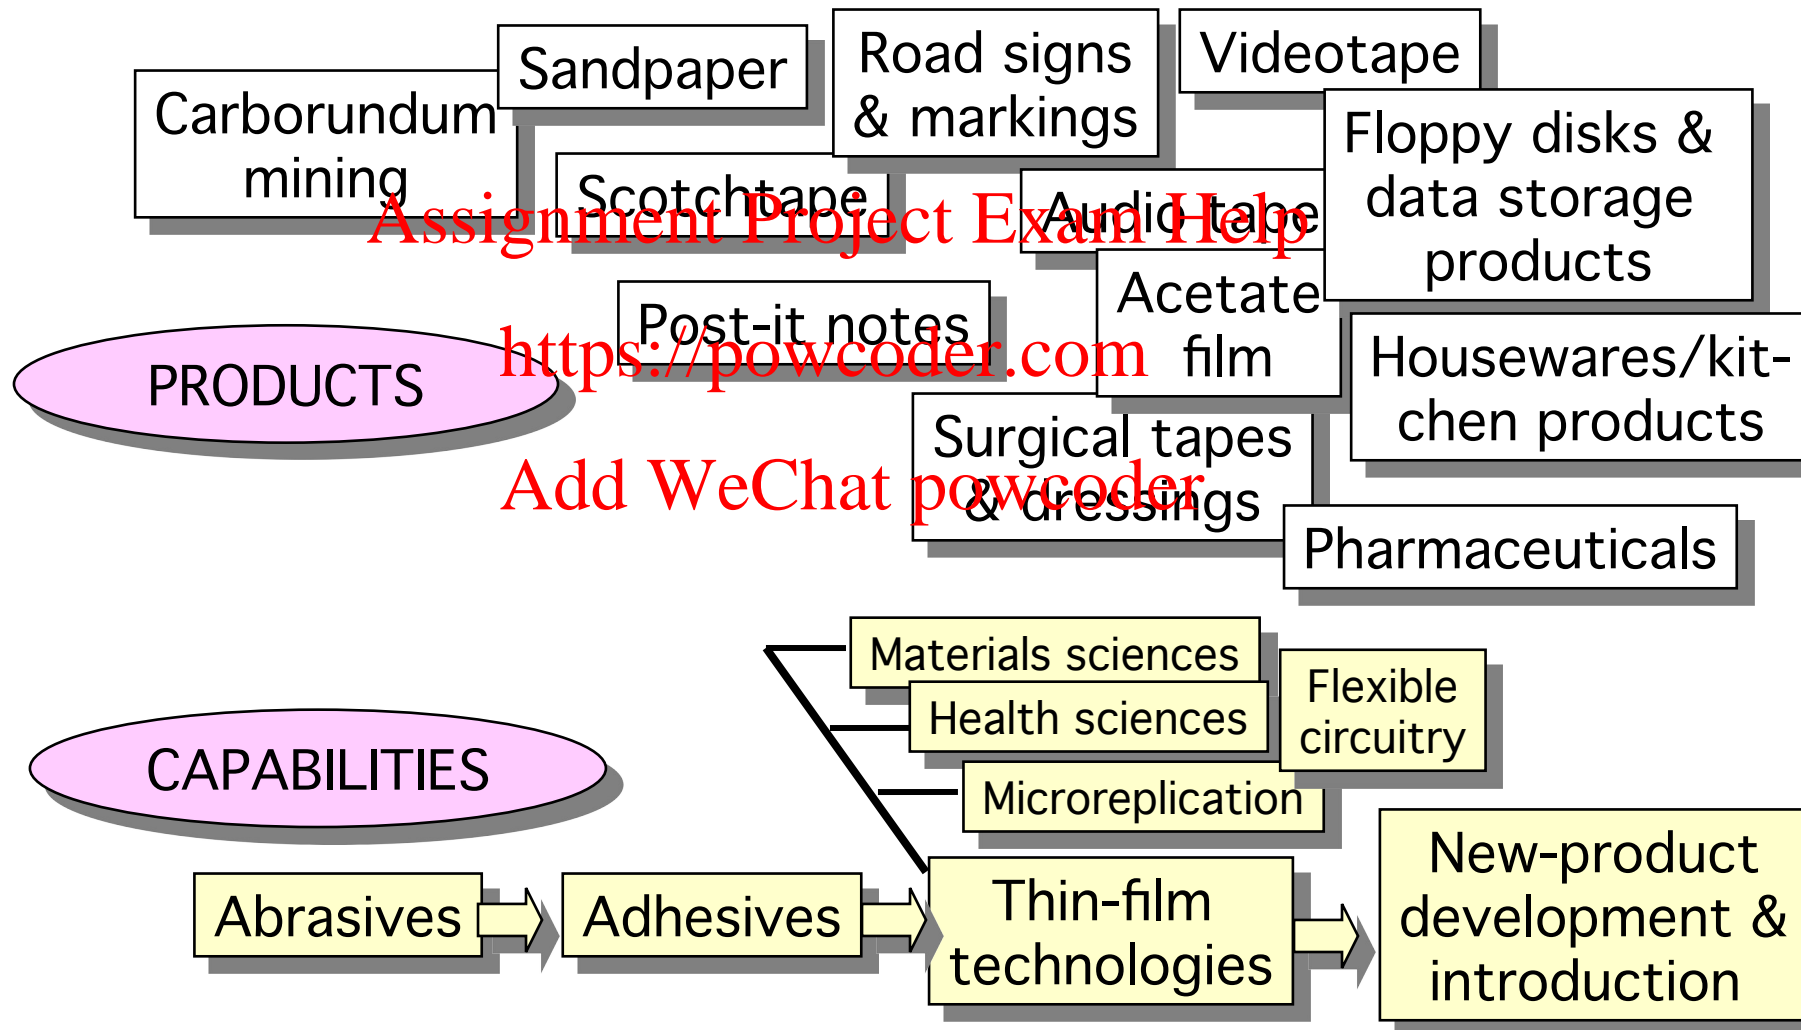 Carborundum
mining
Sandpaper
Road signs
& markings
Videotape
Scotchtape
Audio tape
Floppy disks &
data storage
products
Assignment Project Exam Help
Post-it notes
Acetate
film
https://powcoder.com
PRODUCTS
Housewares/kit-
chen products
Surgical tapes
& dressings
Add WeChat powcoder
Pharmaceuticals
Materials sciences
Health sciences
Flexible
circuitry
Microreplication
CAPABILITIES
Abrasives
Adhesives
Thin-film
technologies
New-product
development &
introduction